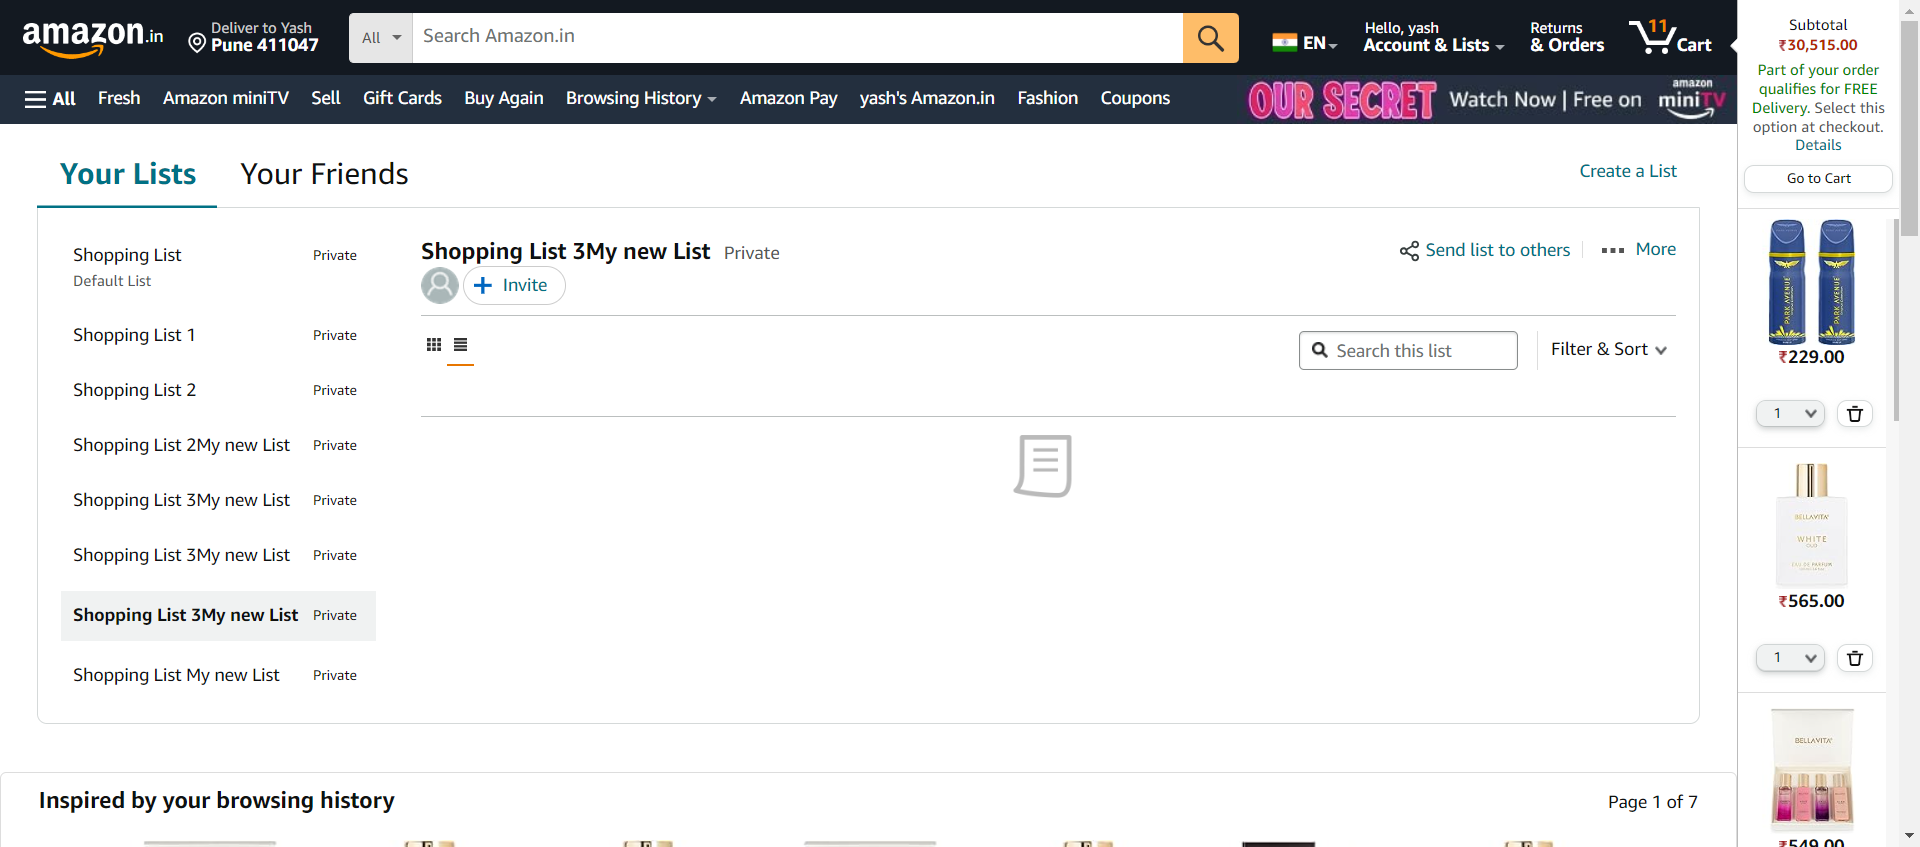 amazon.in
Deliver to Yash
Pune 411047
All
Search Amazon.in
EN
Hello, yash
Account & Lists
Returns
& Orders
11
Cart
Subtotal
₹30,515.00
Part of your order
qualifies for FREE
Delivery. Select this
option at checkout.
Details
Go to Cart
All
Fresh
Amazon miniTV
Sell
Gift Cards
Buy Again
Browsing History
Amazon Pay
yash's Amazon.in
Fashion
Coupons
OUR SECRET
Watch Now | Free on
amazon
miniTV
Your Lists
Your Friends
Create a List
Shopping List
Private
Default List
Shopping List 1
Private
Shopping List 2
Private
Shopping List 2My new List
Private
Shopping List 3My new List
Private
Shopping List 3My new List
Private
Shopping List 3My new List
Private
Shopping List My new List
Private
Shopping List 3My new List
Private
Send list to others
More
Invite
Search this list
Filter & Sort
PARK AVENUE
₹229.00
1
BELLAVITA
WHITE
OUD
EAU DE PARFUM
₹565.00
1
BELLAVITA
₹549.00
Inspired by your browsing history
Page 1 of 7